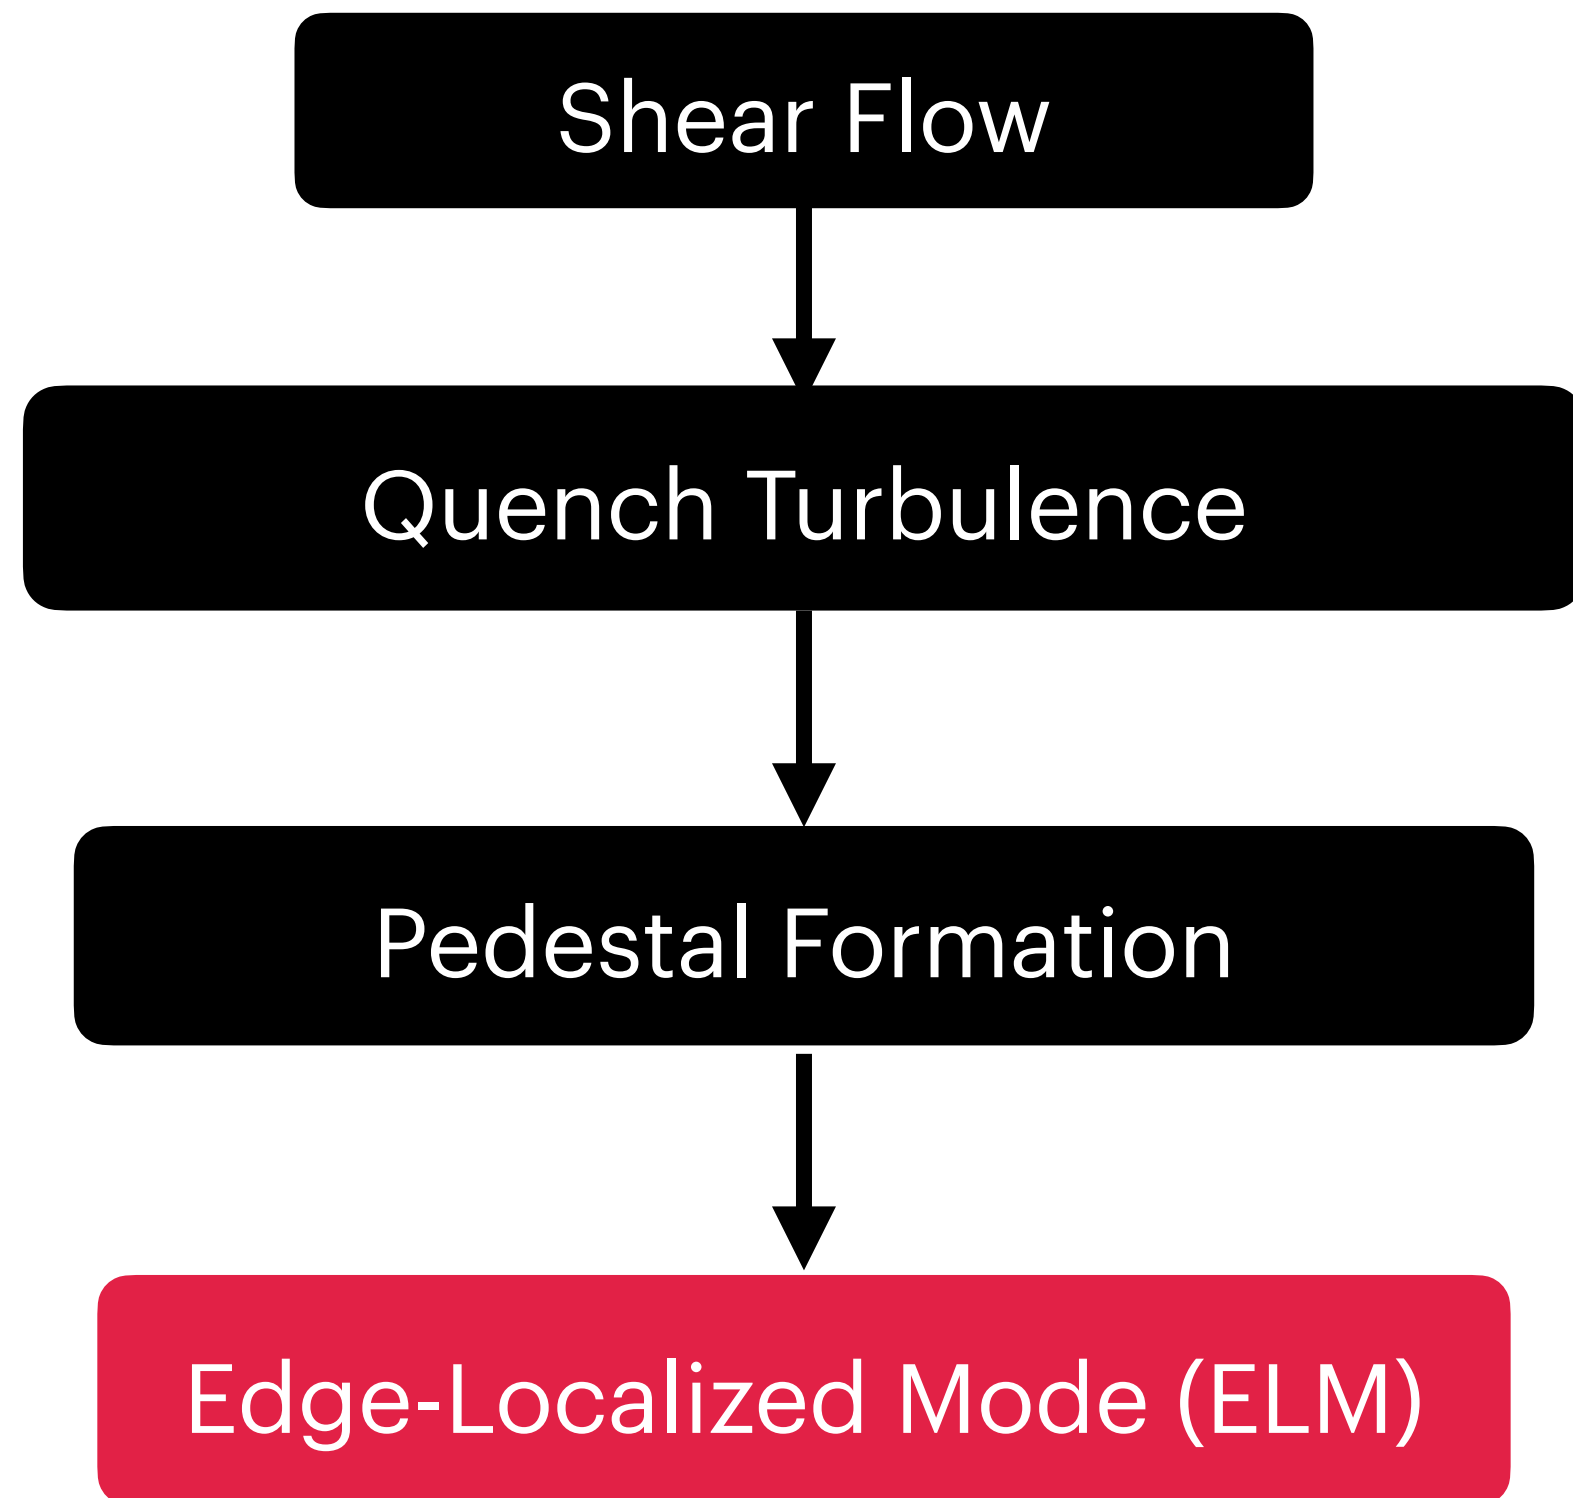 Shear Flow
Quench Turbulence
Pedestal Formation
Edge-Localized Mode (ELM)